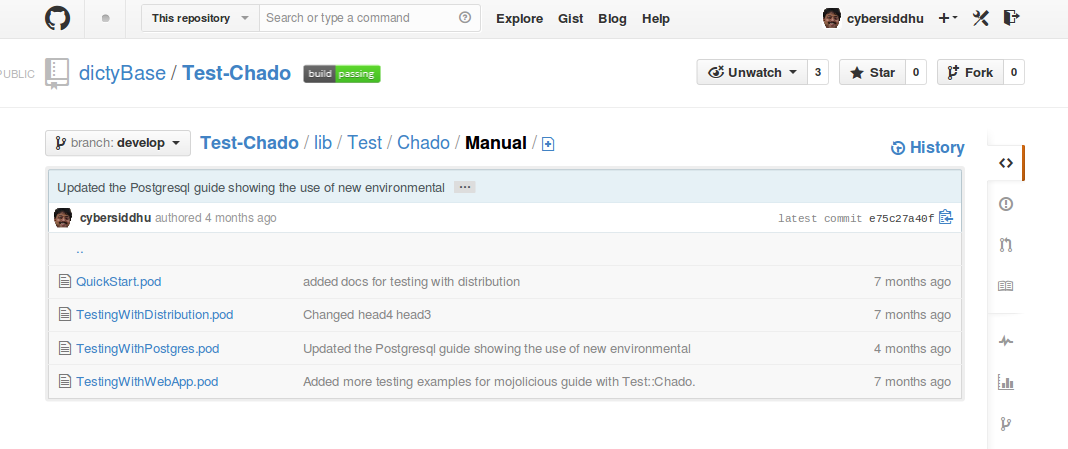 This repository Search or type a command Explore Gist Blog Help cybersiddhu
PUBLIC dictyBase / Test-Chado build passing Unwatch 3 Star 0 Fork 0
branch: develop Test-Chado / lib / Test / Chado / Manual / History
Updated the Postgresql guide showing the use of new environmental ...
cybersiddhu authored 4 months ago latest commit e75c27a40f
..
QuickStart.pod added docs for testing with distribution 7 months ago
TestingWithDistribution.pod Changed head4 head3 7 months ago
TestingWithPostgres.pod Updated the Postgresql guide showing the use of new environmental 4 months ago
TestingWithWebApp.pod Added more testing examples for mojolicious guide with Test::Chado. 7 months ago